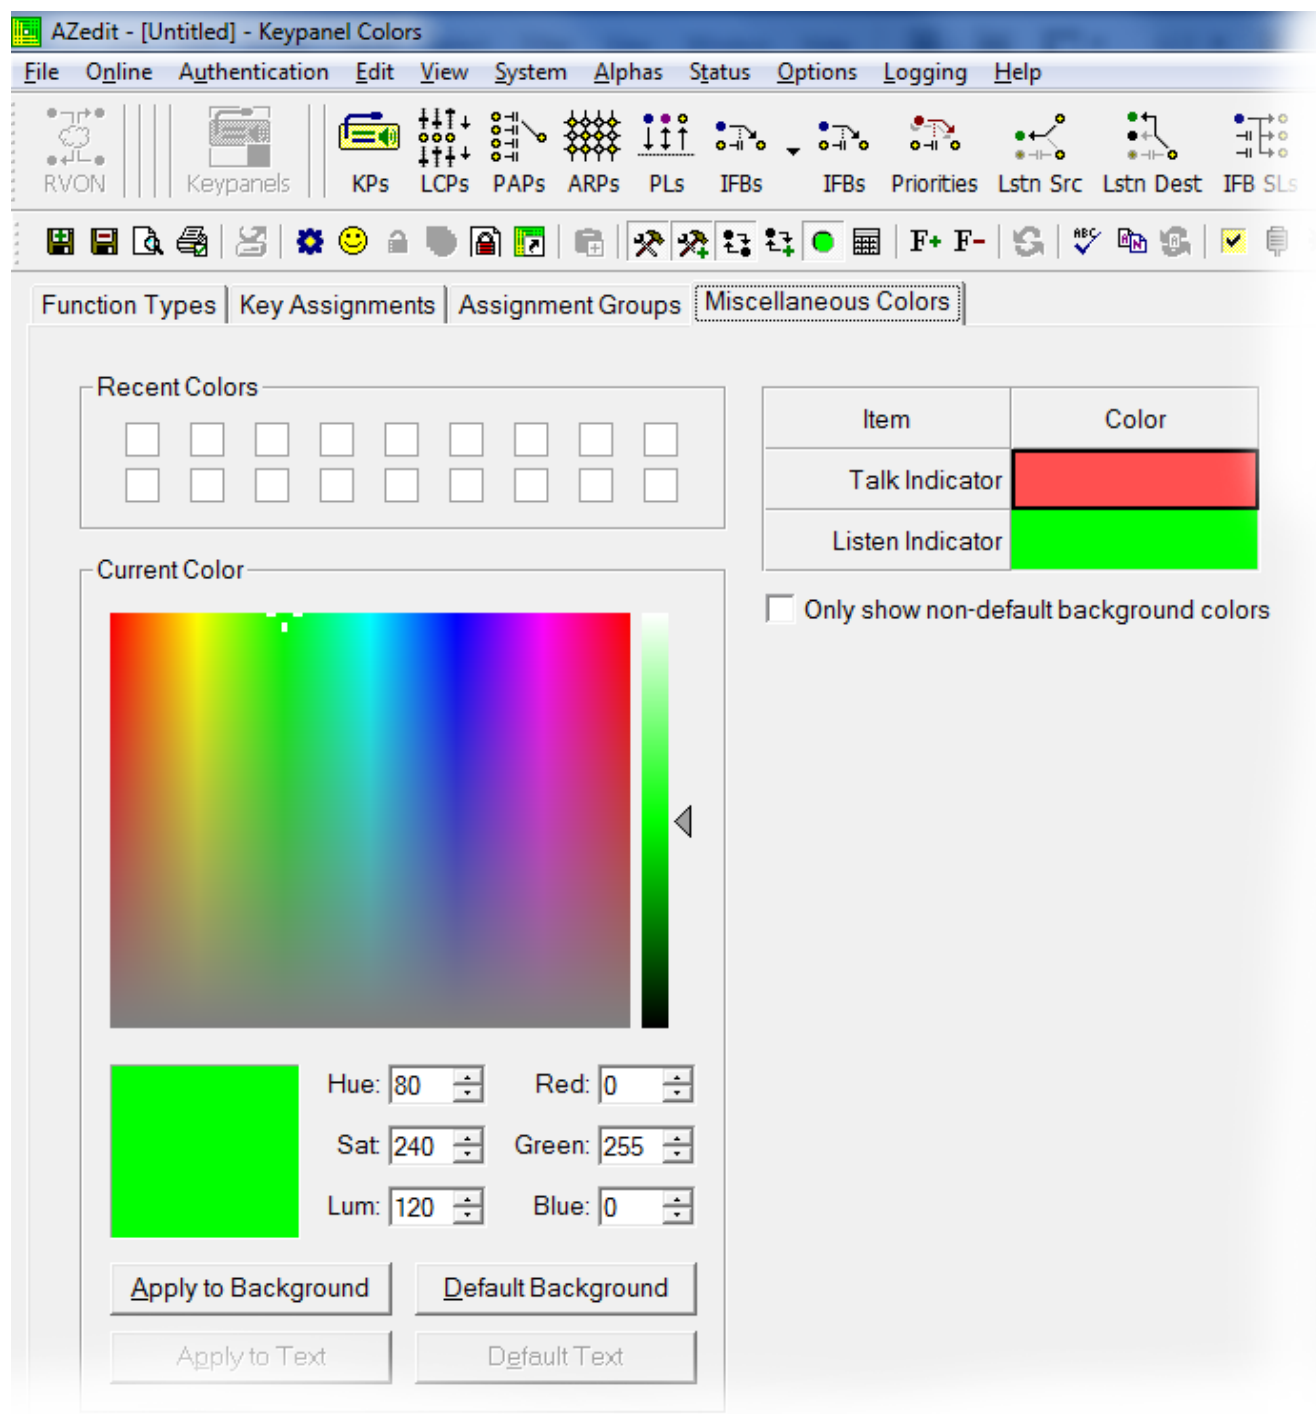 AZedit - [Untitled] - Keypanel Colors
File Online Authentication Edit View System Alphas Status Options Logging Help
RVON Keypanels KPs LCPs PAPs ARPs PLs IFBs IFBs Priorities Lstn Src Lstn Dest IFB SLs
F+ F- ABC
Function Types Key Assignments Assignment Groups Miscellaneous Colors
Recent Colors
Item Color
Talk Indicator
Listen Indicator
Only show non-default background colors
Current Color
Hue: 80 Red: 0
Sat: 240 Green: 255
Lum: 120 Blue: 0
Apply to Background Default Background
Apply to Text Default Text